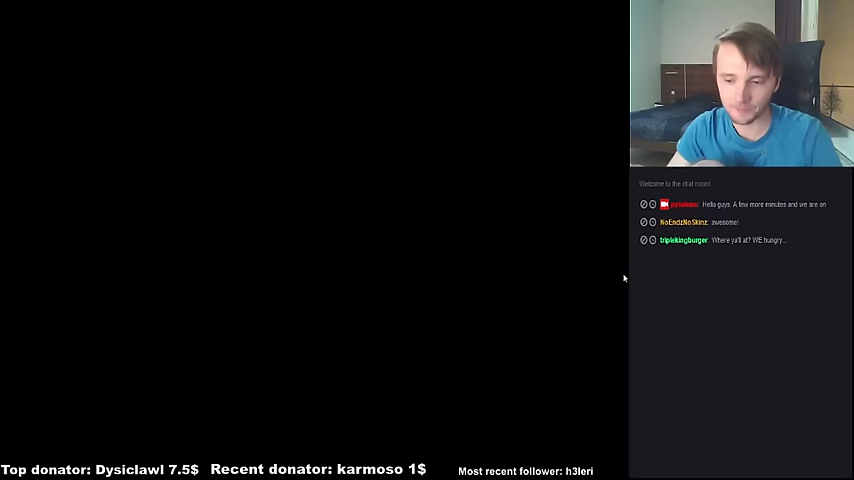 Welcome to the chat room!
Hello guys. A few more minutes and we are on
NoEndzNoSkinz: awesome!
triplekingburger: Where ya'll at? WE hungry...
Top donator: Dysiclawl 7.5$ Recent donator: karmoso 1$ Most recent follower: h3leri